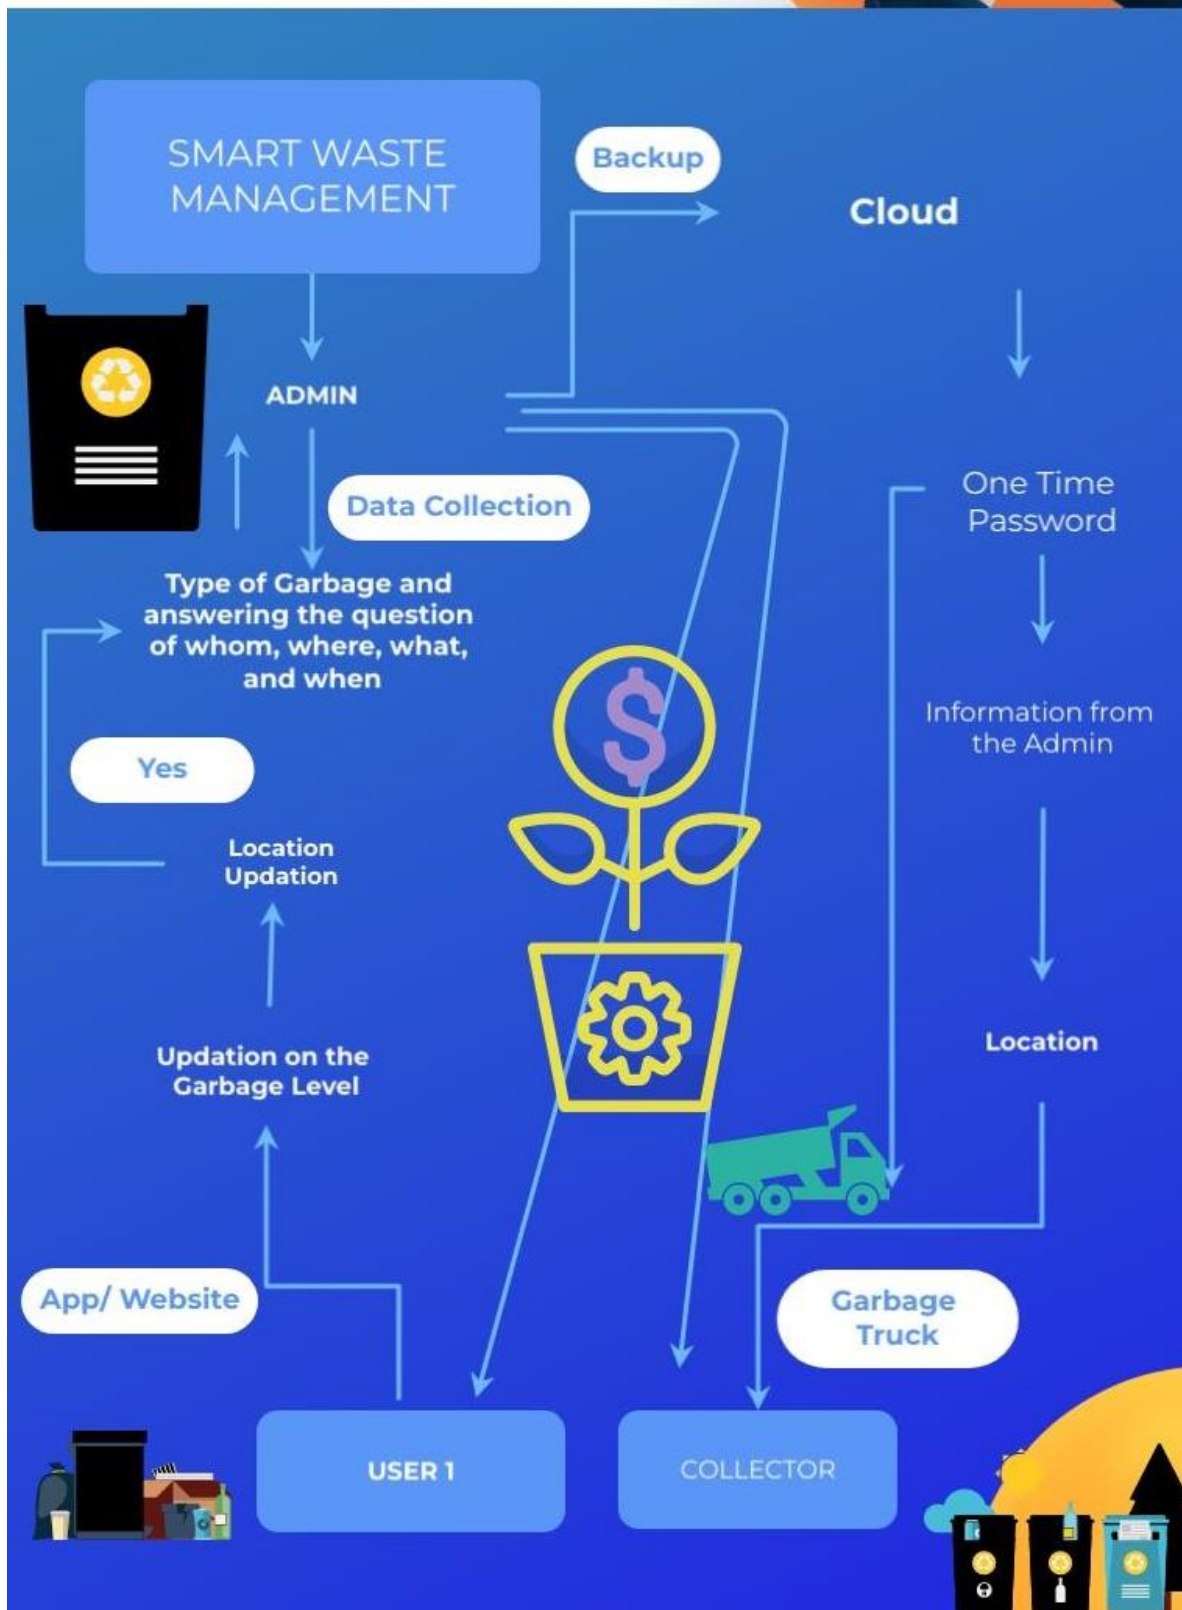 SMART WASTE
MANAGEMENT
Backup
Cloud
ADMIN
Data Collection
One Time
Password
Type of Garbage and
answering the question
of whom, where, what,
and when
Information from
the Admin
Yes
Location
Updation
Location
Updation on the
Garbage Level
App/ Website
Garbage
Truck
USER 1
COLLECTOR